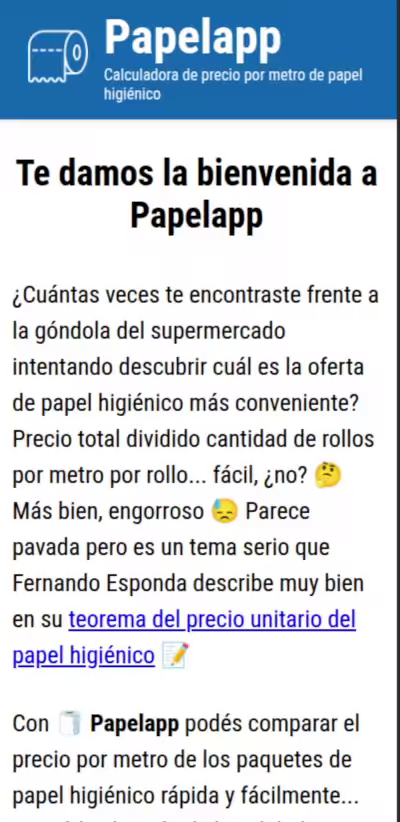 Papelapp
Calculadora de precio por metro de papel
higiénico
Te damos la bienvenida a
Papelapp
¿Cuántas veces te encontraste frente a
la góndola del supermercado
intentando descubrir cuál es la oferta
de papel higiénico más conveniente?
Precio total dividido cantidad de rollos
por metro por rollo... fácil, ¿no? 🤔
Más bien, engorroso 😓 Parece
pavada pero es un tema serio que
Fernando Esponda describe muy bien
en su teorema del precio unitario del
papel higiénico 📝
Con 🧻 Papelapp podés comparar el
precio por metro de los paquetes de
papel higiénico rápida y fácilmente...